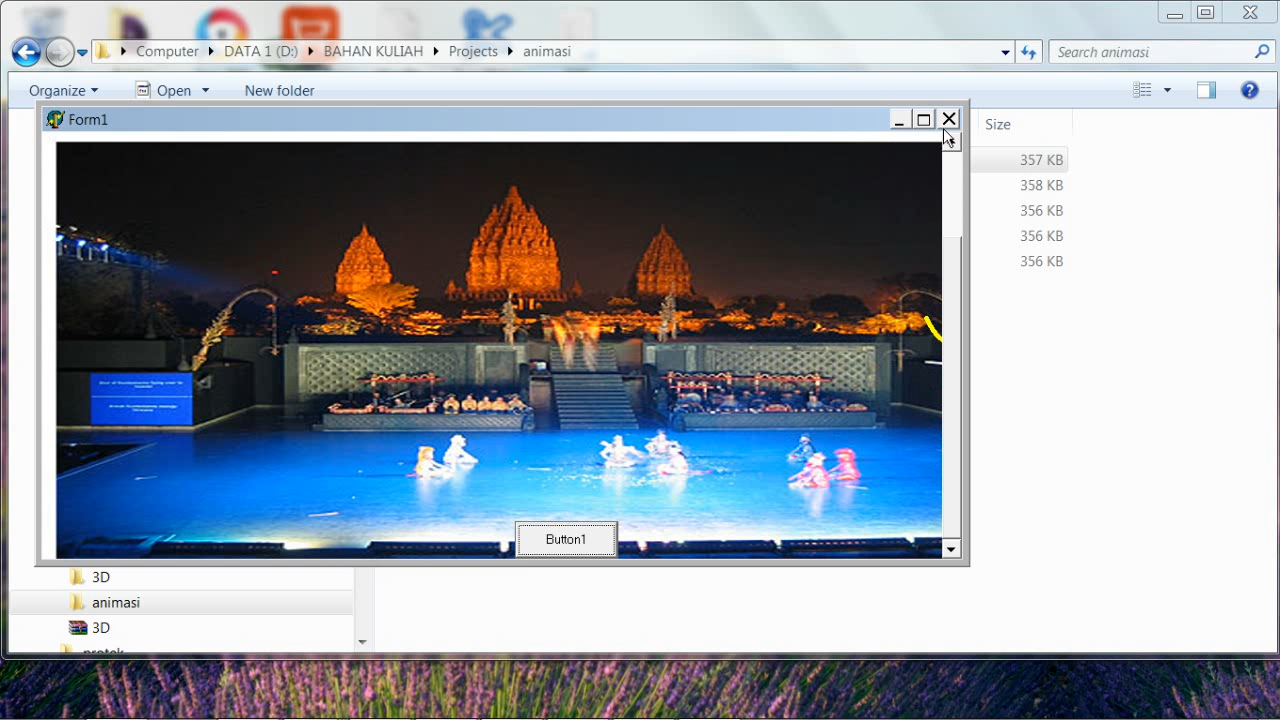 Computer
DATA 1 (D:)
BAHAN KULIAH
Projects
animasi
Search animasi
Organize
Open
New folder
Form1
Size
357 KB
358 KB
356 KB
356 KB
356 KB
Button1
3D
animasi
3D